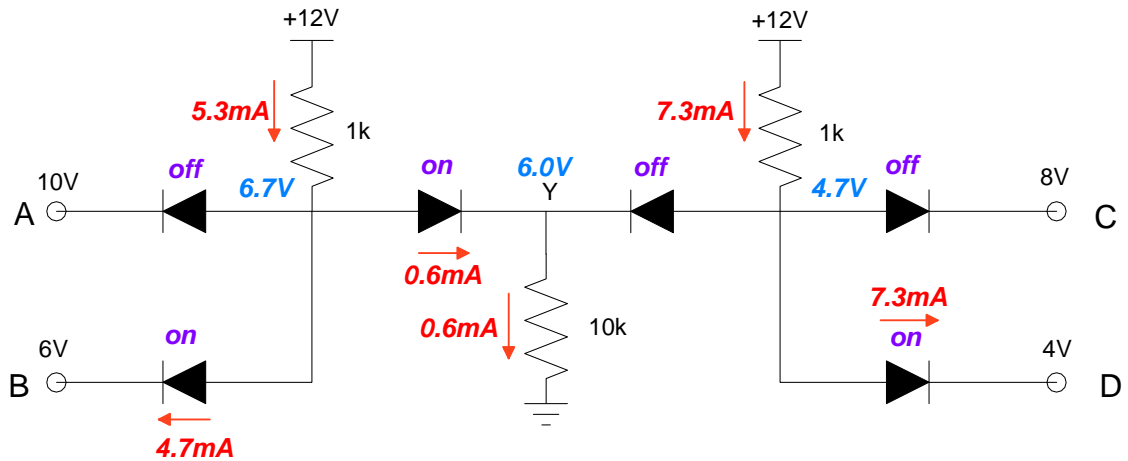 +12V
+12V
5.3mA
7.3mA
1k
1k
10V
off
6.7V
on
6.0V
Y
off
4.7V
off
8V
A
C
0.6mA
0.6mA
10k
7.3mA
6V
on
on
4V
B
D
4.7mA